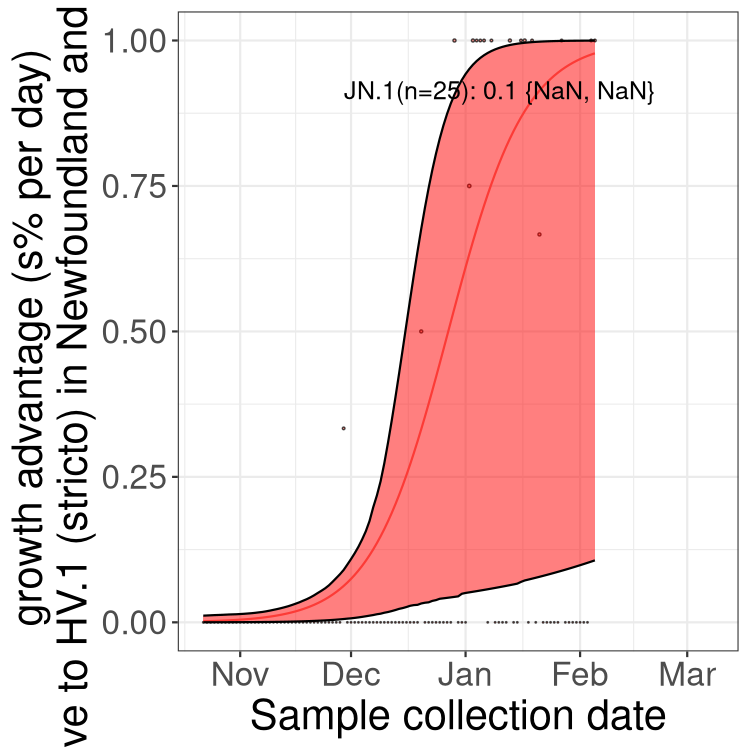 growth advantage (s% per day)
ve to HV.1 (stricto) in Newfoundland and
1.00
0.75
0.50
0.25
0.00
JN.1(n=25): 0.1 {NaN, NaN}
Nov Dec Jan Feb Mar
Sample collection date